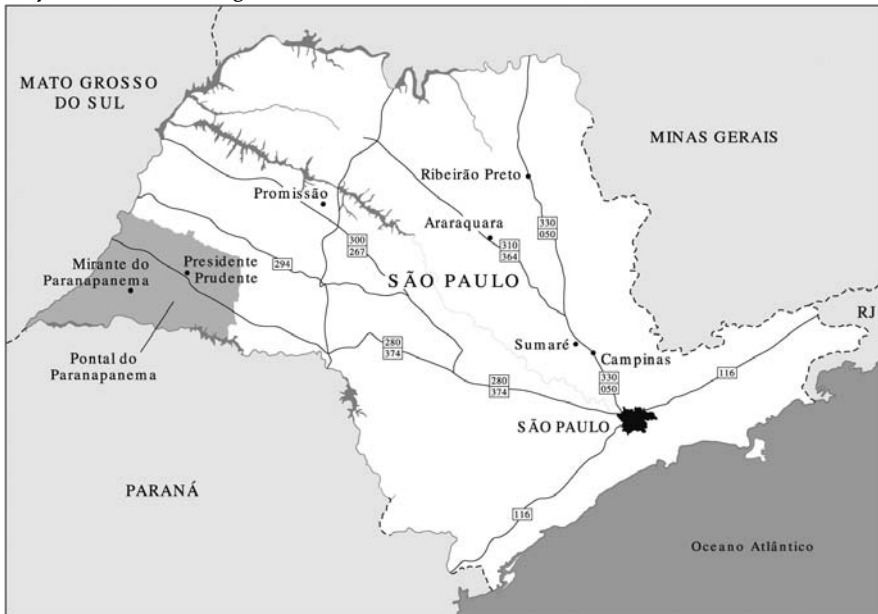 MATO GROSSO
DO SUL
MINAS GERAIS
Ribeirão Preto
Promissão
330
050
Araraquara
310
364
300
267
294
SÃO PAULO
Mirante do
Paranapanema
Presidente
Prudente
RJ
Pontal do
Paranapanema
280
374
Sumaré
Campinas
330
050
116
280
374
SÃO PAULO
PARANÁ
116
Oceano Atlântico